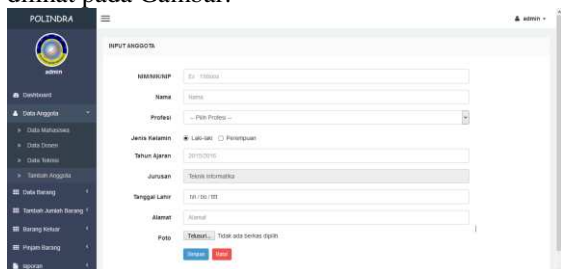 dilihat pada Gambar.
POLINDRA
admin
INPUT ANGGOTA
admin
NIM/NIK/NIP
Nama
Nama
Profesi
-- Pilih Profesi --
Jenis Kelamin
Laki-laki
Perempuan
Tahun Ajaran
2015/2016
Jurusan
Teknik Informatika
Tanggal Lahir
hh / bb / tttt
Alamat
Alamat
Foto
Telusuri... Tidak ada berkas dipilih.
Simpan
Batal
Dashboard
Data Anggota
Data Mahasiswa
Data Dosen
Data Teknisi
Tambah Anggota
Data Barang
Tambah Jumlah Barang
Barang Keluar
Pinjam Barang
laporan